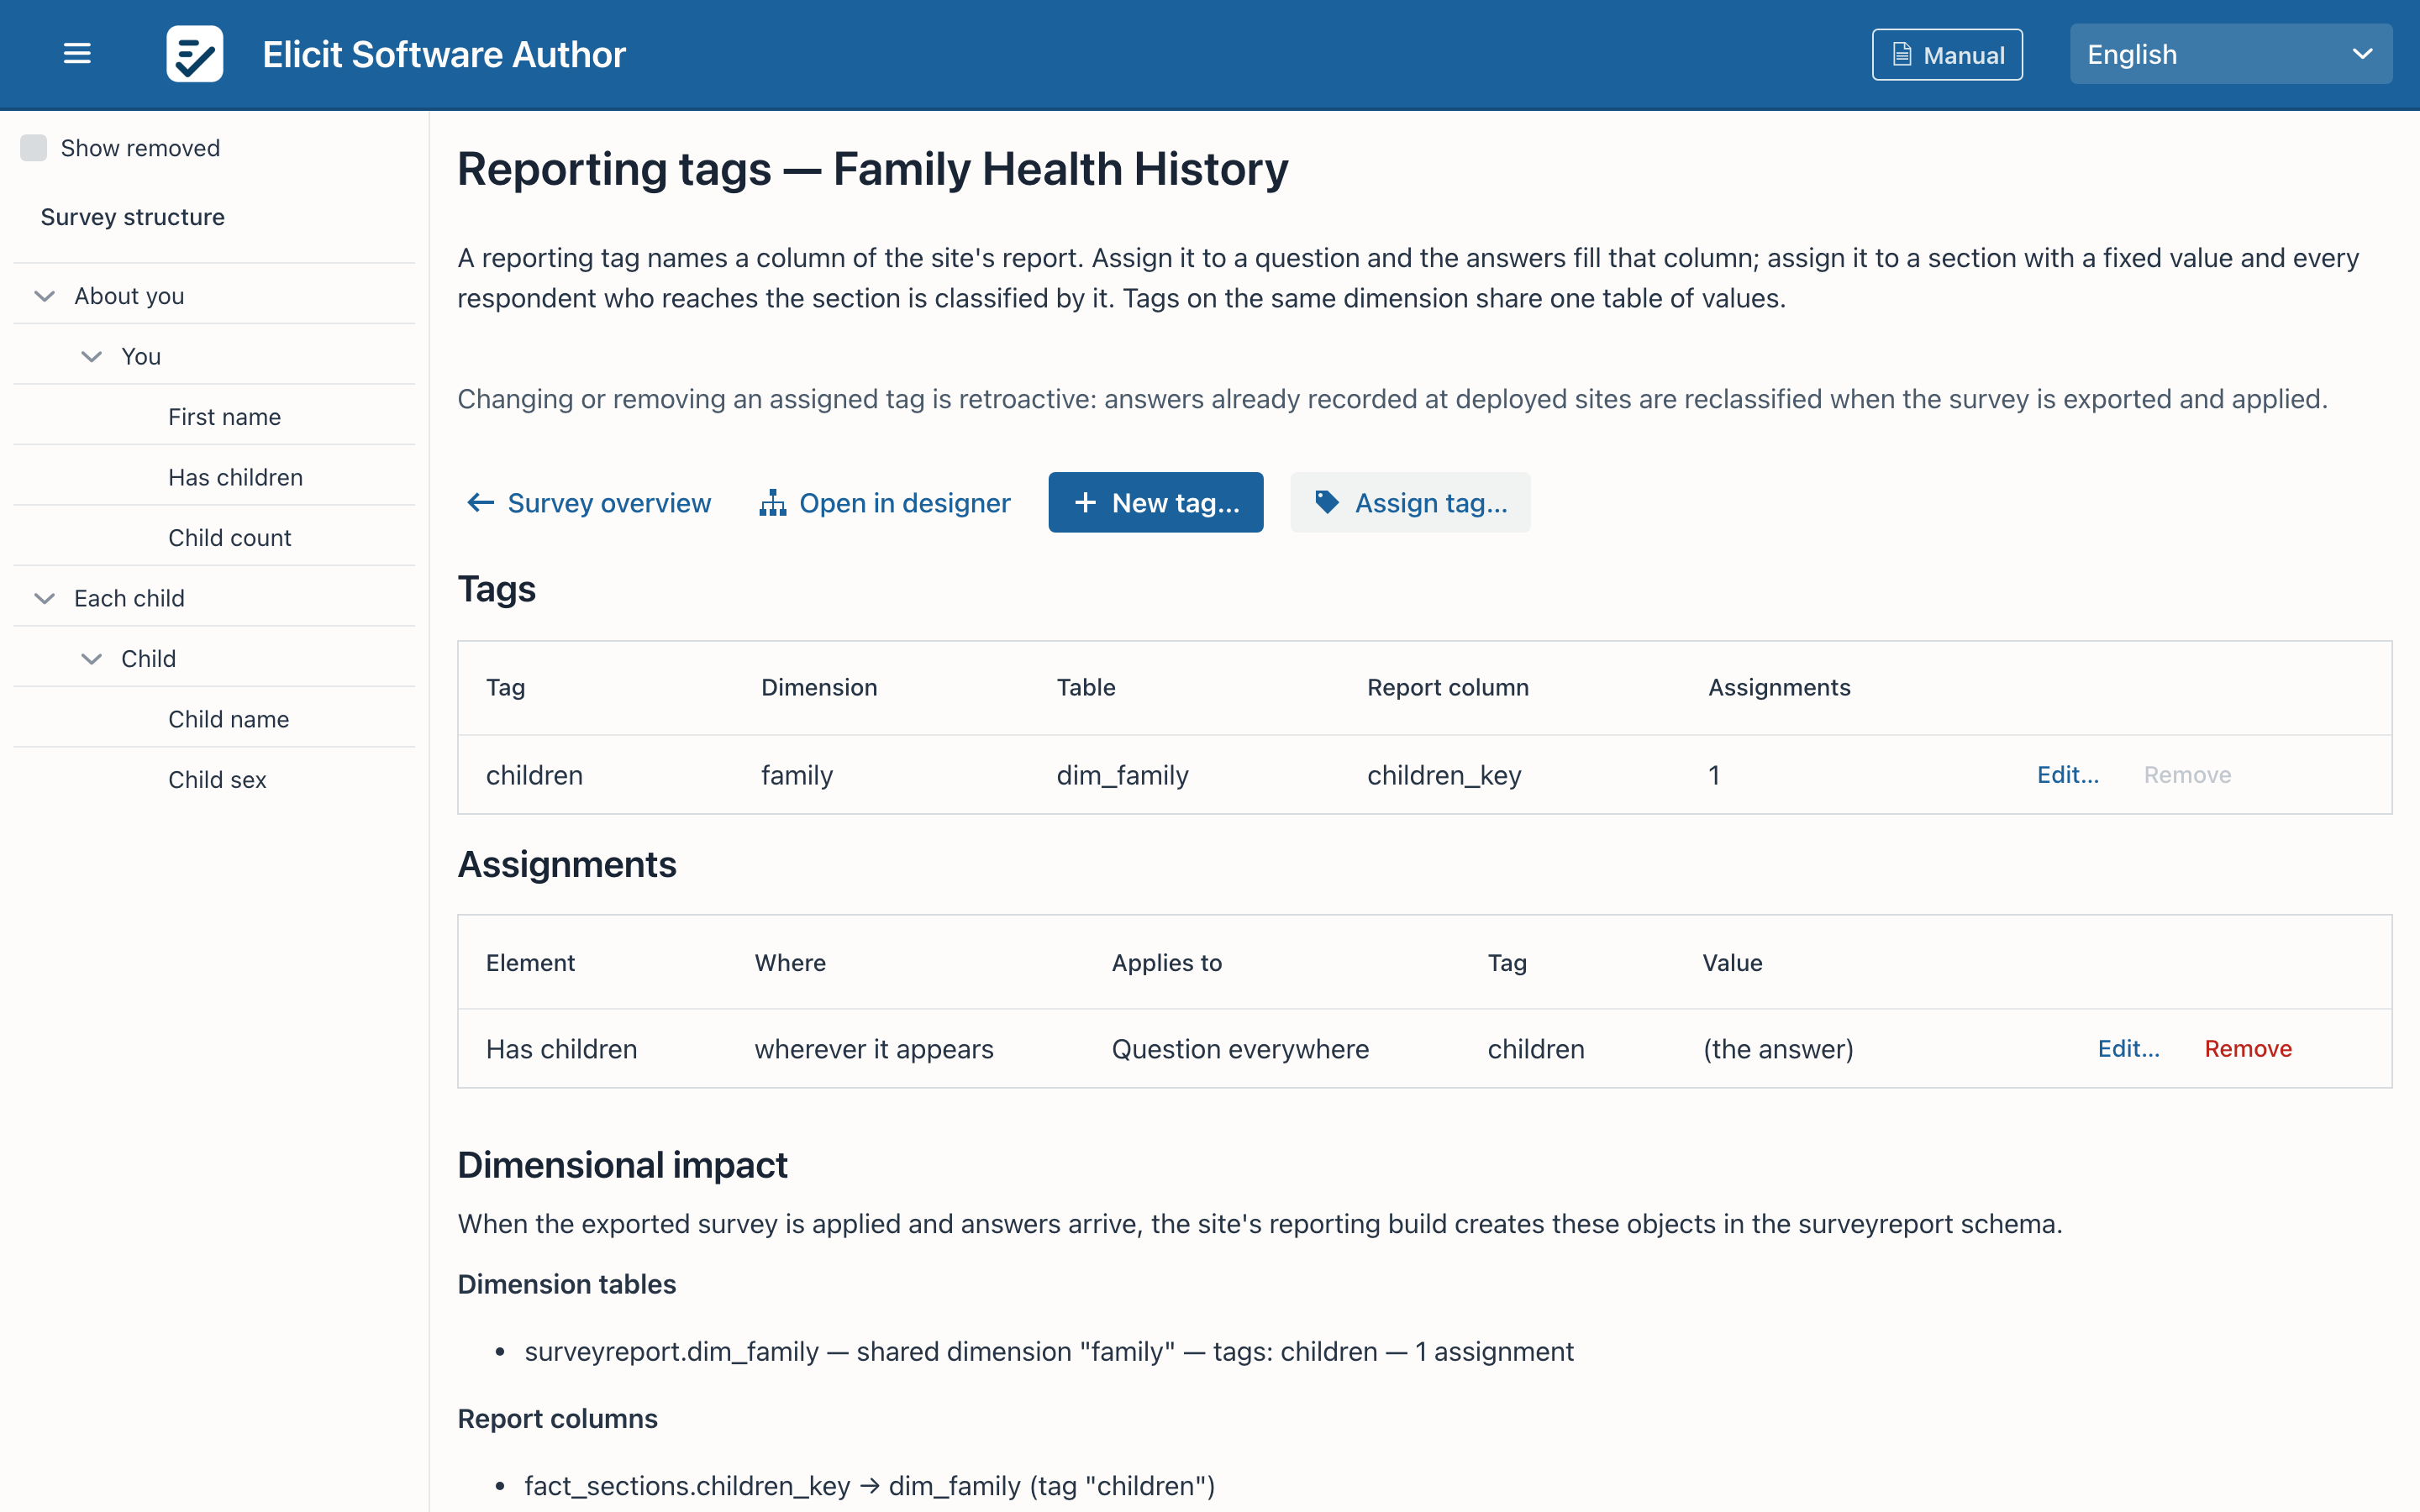 Elicit Software Author
Manual
English
Show removed
Survey structure
About you
You
First name
Has children
Child count
Each child
Child
Child name
Child sex
Reporting tags — Family Health History
A reporting tag names a column of the site's report. Assign it to a question and the answers fill that column; assign it to a section with a fixed value and every
respondent who reaches the section is classified by it. Tags on the same dimension share one table of values.
Changing or removing an assigned tag is retroactive: answers already recorded at deployed sites are reclassified when the survey is exported and applied.
Survey overview
Open in designer
New tag...
Assign tag...
Tags
Tag Dimension Table Report column Assignments
children family dim_family children_key 1 Edit... Remove
Assignments
Element Where Applies to Tag Value
Has children wherever it appears Question everywhere children (the answer) Edit... Remove
Dimensional impact
When the exported survey is applied and answers arrive, the site's reporting build creates these objects in the surveyreport schema.
Dimension tables
• surveyreport.dim_family — shared dimension "family" — tags: children — 1 assignment
Report columns
• fact_sections.children_key → dim_family (tag "children")